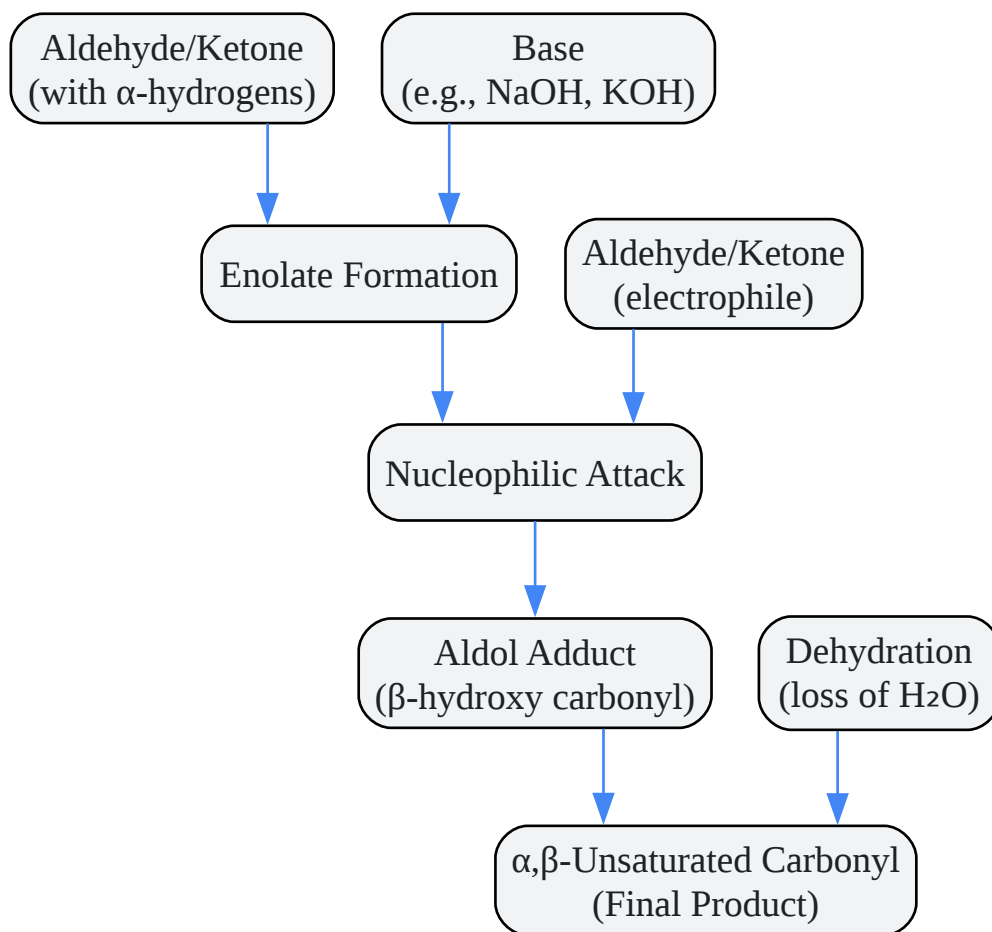 Aldehyde/Ketone
(with α-hydrogens)
Base
(e.g., NaOH, KOH)
Enolate Formation
Aldehyde/Ketone
(electrophile)
Nucleophilic Attack
Aldol Adduct
(β-hydroxy carbonyl)
Dehydration
(loss of H₂O)
α,β-Unsaturated Carbonyl
(Final Product)